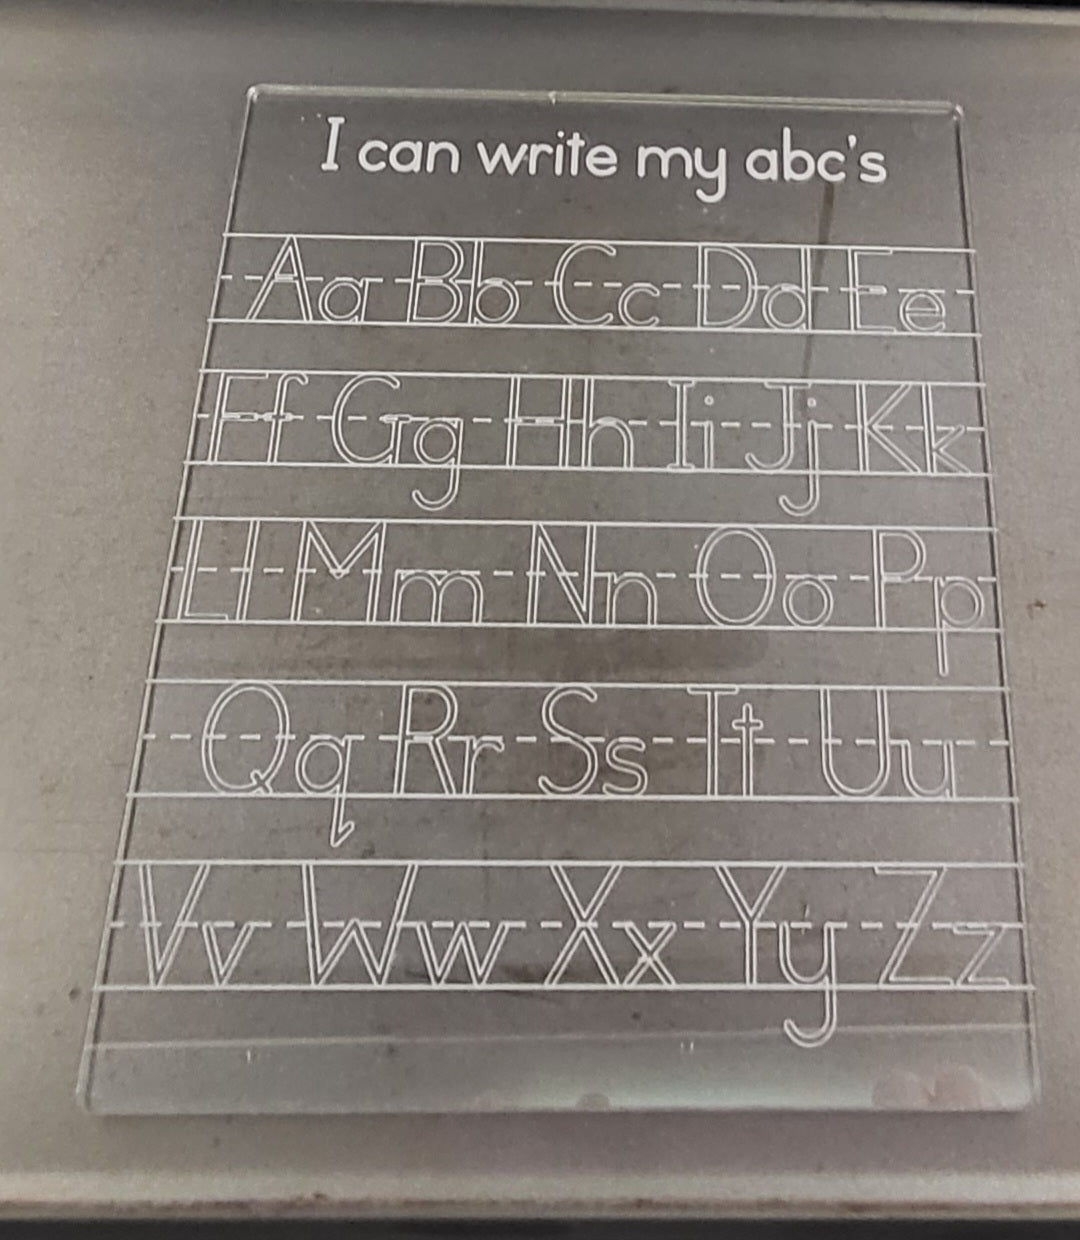 I can write my abc's
Aa Bb Cc Dd Ee
Ff Gg Hh Ii Jj Kk
Ll Mm Nn Oo Pp
Qq Rr Ss Tt Uu
Vv Ww Xx Yy Zz